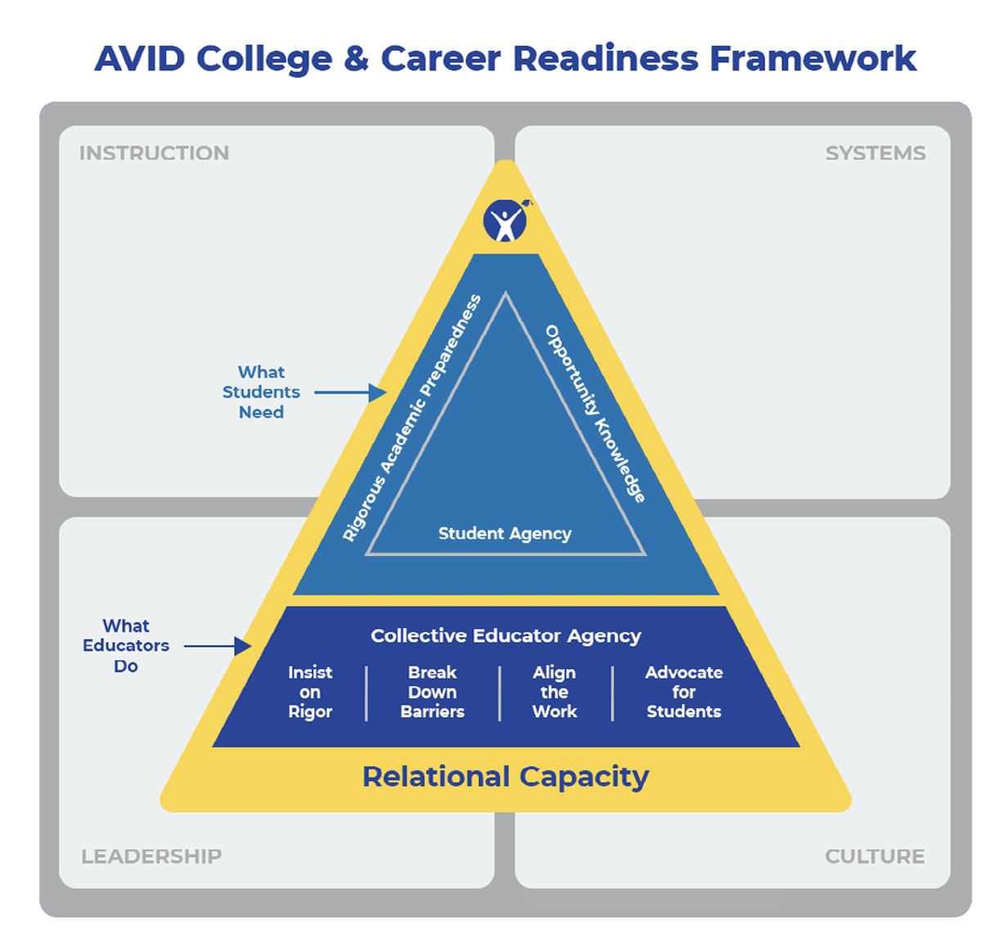 AVID College & Career Readiness Framework
INSTRUCTION
SYSTEMS
What
Students
Need
Rigorous Academic Preparedness
Opportunity Knowledge
Student Agency
What
Educators
Do
Collective Educator Agency
Insist
on
Rigor
Break
Down
Barriers
Align
the
Work
Advocate
for
Students
Relational Capacity
LEADERSHIP
CULTURE